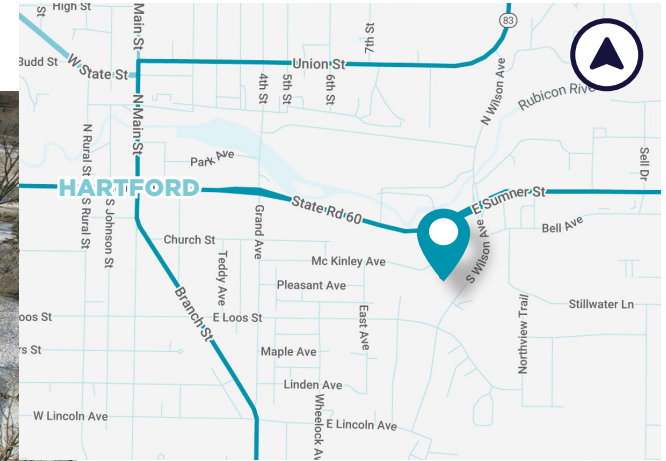 High St
St
Main St
83
7th St
W State St
Budd St
Union St
N Wilson Ave
4th St
5th St
6th St
Rubicon Rive
N Main St
N Rural St
Park Ave
Sell Dr
HARTFORD
State Rd 60
E Sumner St
S Rural St
S Johnson St
Grand Ave
Bell Ave
Church St
S Wilson Ave
Teddy Ave
Mc Kinley Ave
Pleasant Ave
Branch St
Northview Trail
Stillwater Ln
oos St
E Loos St
East Ave
rs St
Maple Ave
Linden Ave
Wheelock Av
W Lincoln Ave
E Lincoln Ave